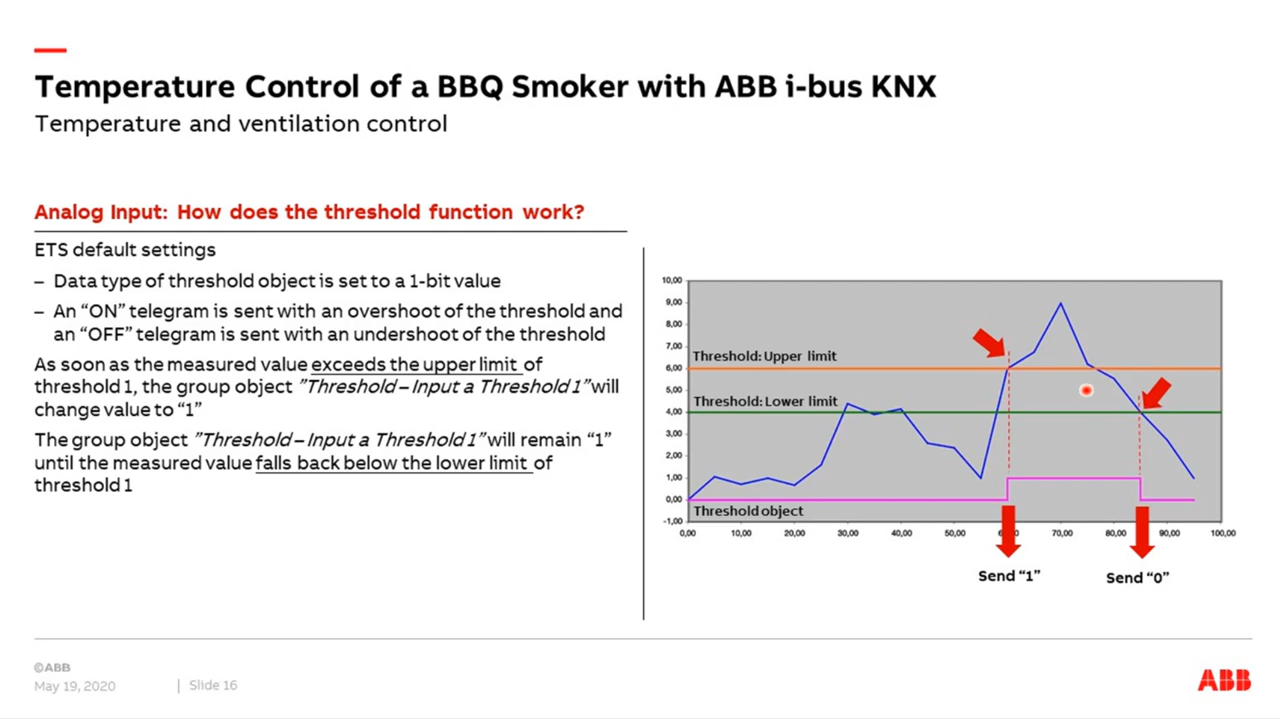 Temperature Control of a BBQ Smoker with ABB i-bus KNX
Temperature and ventilation control
Analog Input: How does the threshold function work?
ETS default settings
– Data type of threshold object is set to a 1-bit value
– An “ON” telegram is sent with an overshoot of the threshold and
an “OFF” telegram is sent with an undershoot of the threshold
As soon as the measured value exceeds the upper limit of
threshold 1, the group object ”Threshold – Input a Threshold 1” will
change value to “1”
The group object ”Threshold – Input a Threshold 1” will remain “1”
until the measured value falls back below the lower limit of
threshold 1
10,00
9,00
8,00
7,00
6,00
5,00
4,00
3,00
2,00
1,00
0,00
-1,00
Threshold: Upper limit
Threshold: Lower limit
Threshold object
0,00 10,00 20,00 30,00 40,00 50,00 70,00 80,00 90,00 100,00
Send “1” Send “0”
©ABB
May 19, 2020 | Slide 16
ABB